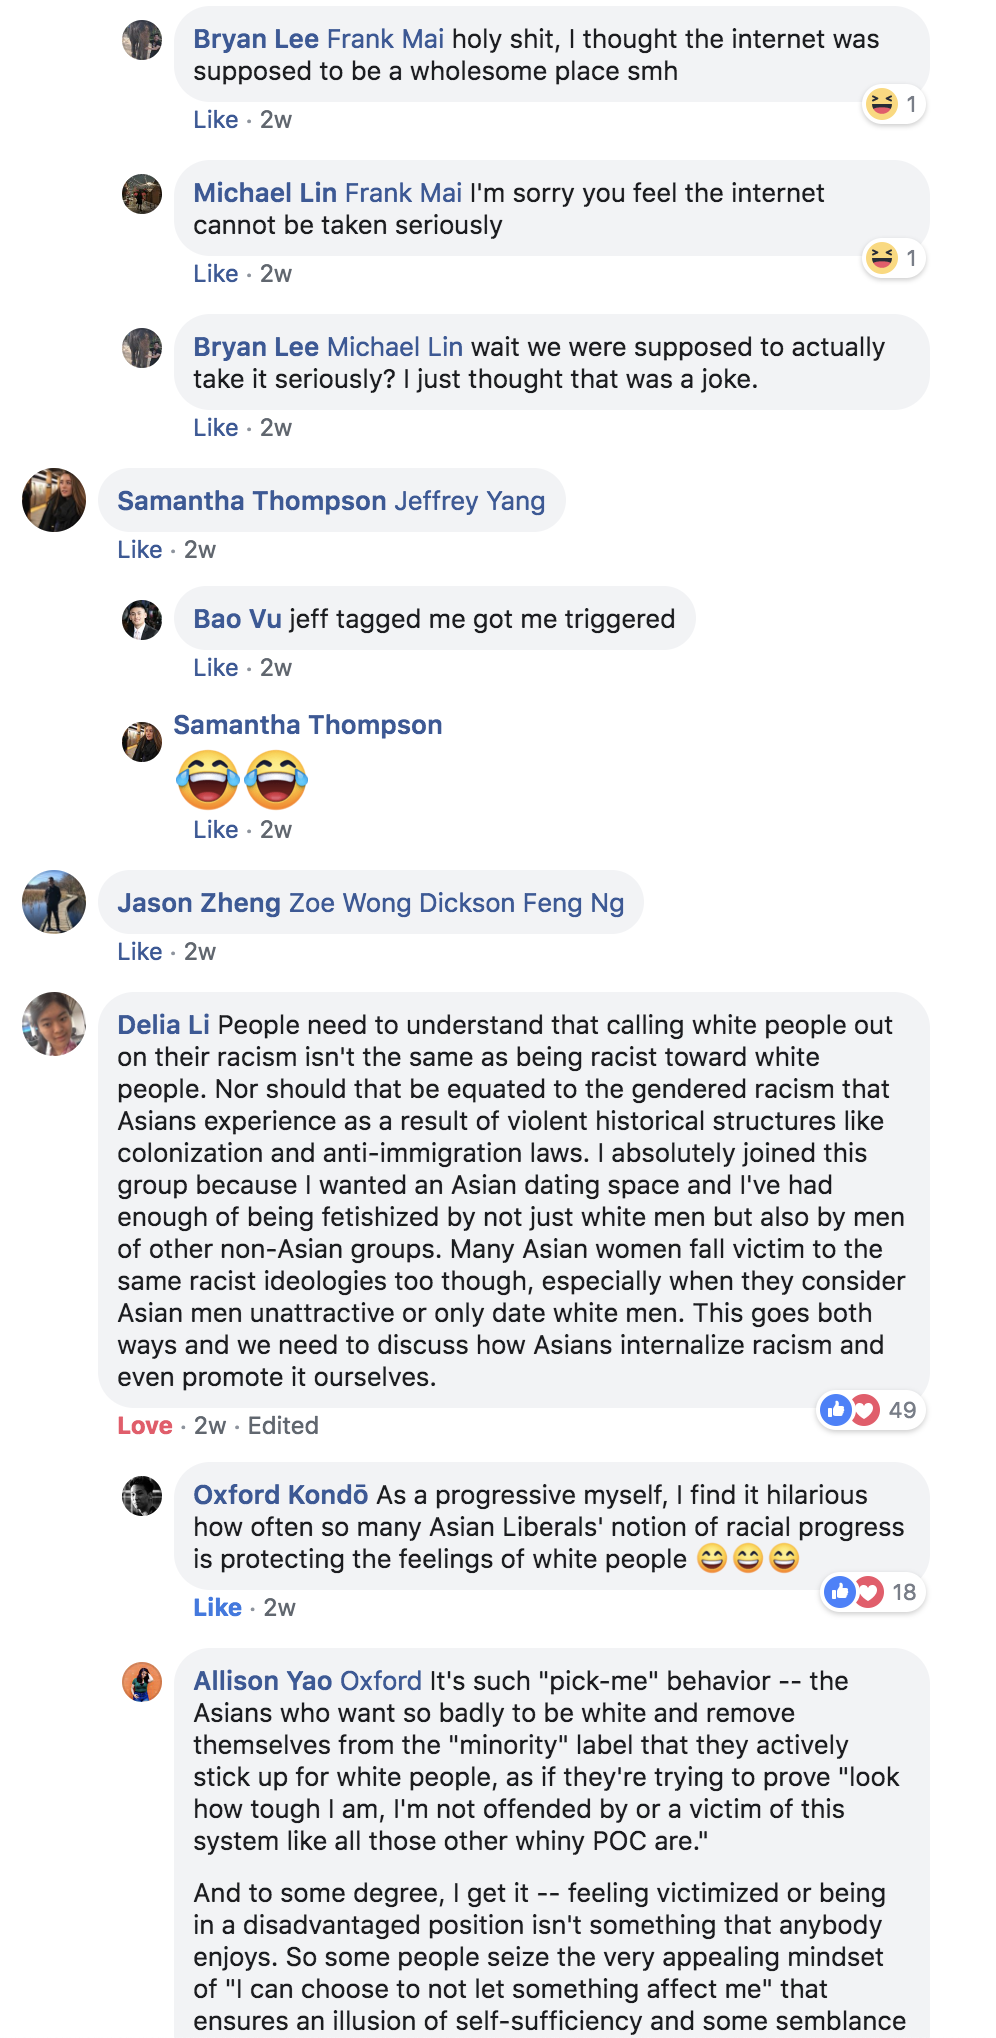 Bryan Lee Frank Mai holy shit, I thought the internet was
supposed to be a wholesome place smh
1
Like · 2w
Michael Lin Frank Mai I'm sorry you feel the internet
cannot be taken seriously
1
Like · 2w
Bryan Lee Michael Lin wait we were supposed to actually
take it seriously? I just thought that was a joke.
Like · 2w
Samantha Thompson Jeffrey Yang
Like · 2w
Bao Vu jeff tagged me got me triggered
Like · 2w
Samantha Thompson
😂😂
Like · 2w
Jason Zheng Zoe Wong Dickson Feng Ng
Like · 2w
Delia Li People need to understand that calling white people out
on their racism isn't the same as being racist toward white
people. Nor should that be equated to the gendered racism that
Asians experience as a result of violent historical structures like
colonization and anti-immigration laws. I absolutely joined this
group because I wanted an Asian dating space and I've had
enough of being fetishized by not just white men but also by men
of other non-Asian groups. Many Asian women fall victim to the
same racist ideologies too though, especially when they consider
Asian men unattractive or only date white men. This goes both
ways and we need to discuss how Asians internalize racism and
even promote it ourselves.
49
Love · 2w · Edited
Oxford Kondō As a progressive myself, I find it hilarious
how often so many Asian Liberals' notion of racial progress
is protecting the feelings of white people 😄😄😄
18
Like · 2w
Allison Yao Oxford It's such "pick-me" behavior -- the
Asians who want so badly to be white and remove
themselves from the "minority" label that they actively
stick up for white people, as if they're trying to prove "look
how tough I am, I'm not offended by or a victim of this
system like all those other whiny POC are."
And to some degree, I get it -- feeling victimized or being
in a disadvantaged position isn't something that anybody
enjoys. So some people seize the very appealing mindset
of "I can choose to not let something affect me" that
ensures an illusion of self-sufficiency and some semblance